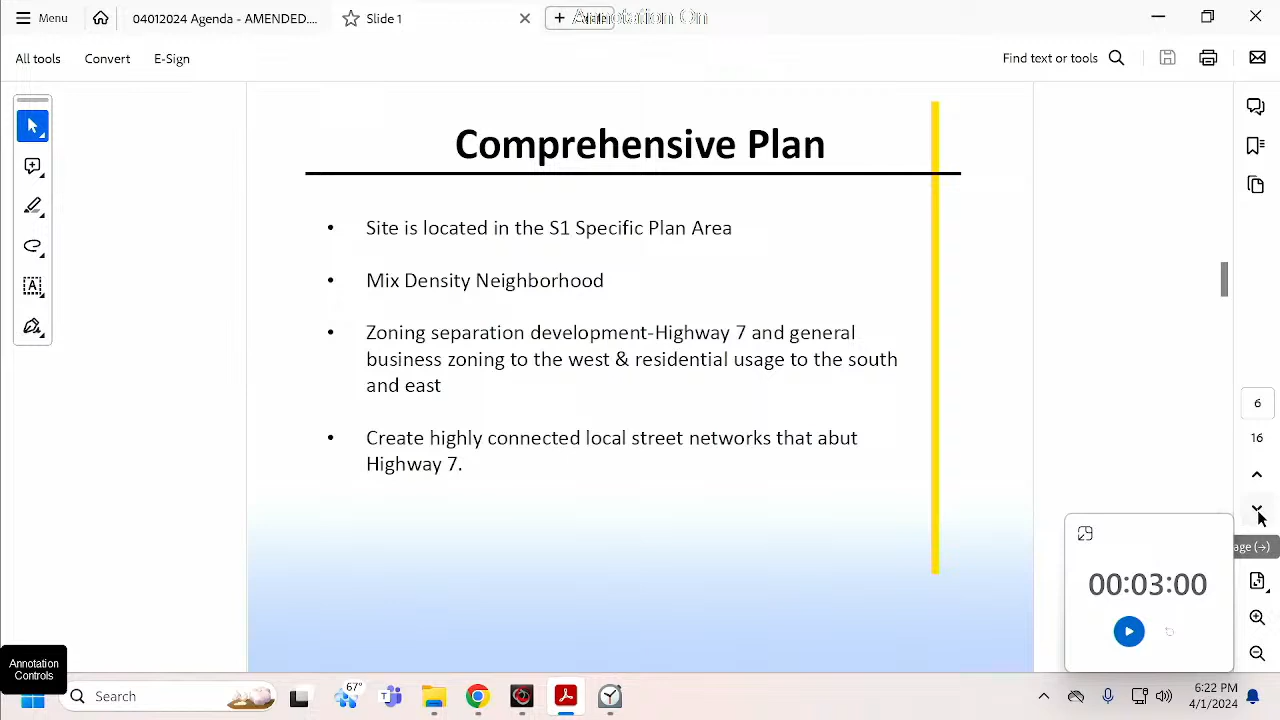 Menu
04012024 Agenda - AMENDED....
Slide 1
Annotation On
All tools
Convert
E-Sign
Find text or tools
Comprehensive Plan
• Site is located in the S1 Specific Plan Area
• Mix Density Neighborhood
• Zoning separation development-Highway 7 and general
business zoning to the west & residential usage to the south
and east
• Create highly connected local street networks that abut
Highway 7.
6
16
age (→)
00:03:00
Annotation
Controls
Search
67°
6:22 PM
4/1/2024